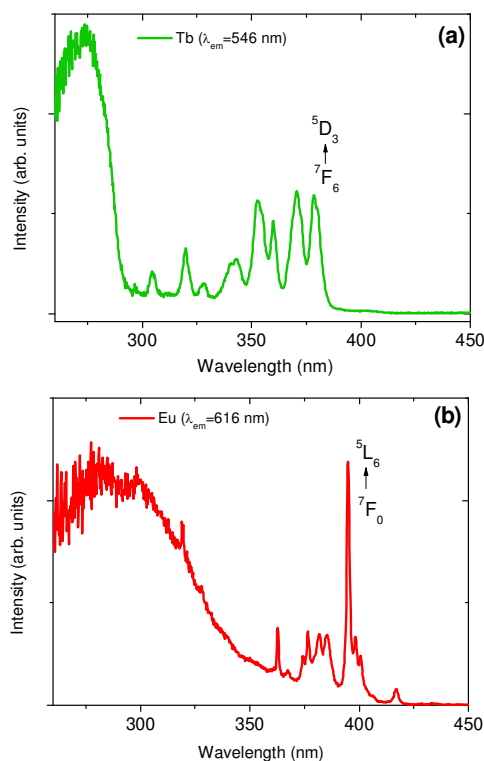 (a)
Tb (λem=546 nm)
5D3
7F6
Intensity (arb. units)
300 350 400 450
Wavelength (nm)
(b)
Eu (λem=616 nm)
5L6
7F0
Intensity (arb. units)
300 350 400 450
Wavelength (nm)